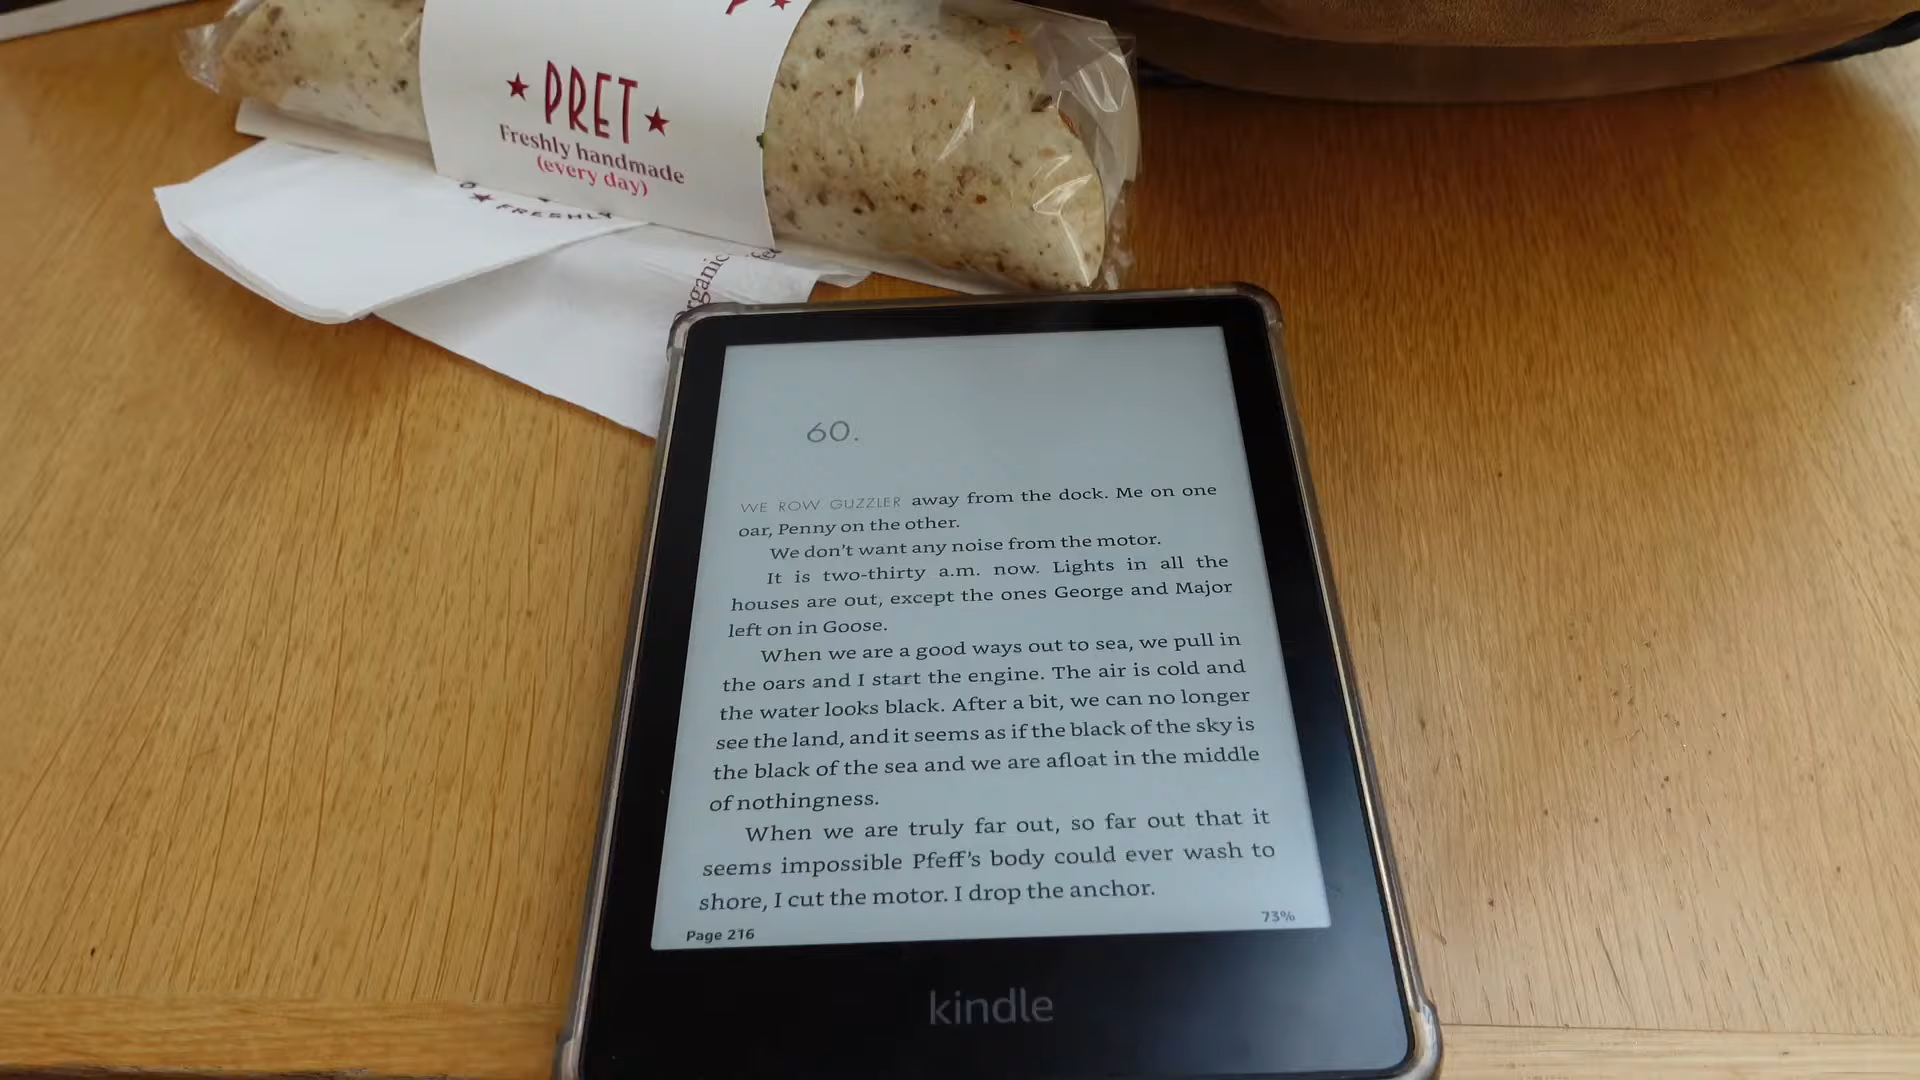 ★ PRET ★
Freshly handmade
(every day)
★ FRESHLY
rganic
60.
WE ROW GUZZLER away from the dock. Me on one
oar, Penny on the other.
We don't want any noise from the motor.
It is two-thirty a.m. now. Lights in all the
houses are out, except the ones George and Major
left on in Goose.
When we are a good ways out to sea, we pull in
the oars and I start the engine. The air is cold and
the water looks black. After a bit, we can no longer
see the land, and it seems as if the black of the sky is
the black of the sea and we are afloat in the middle
of nothingness.
When we are truly far out, so far out that it
seems impossible Pfeff's body could ever wash to
shore, I cut the motor. I drop the anchor.
Page 216
73%
kindle